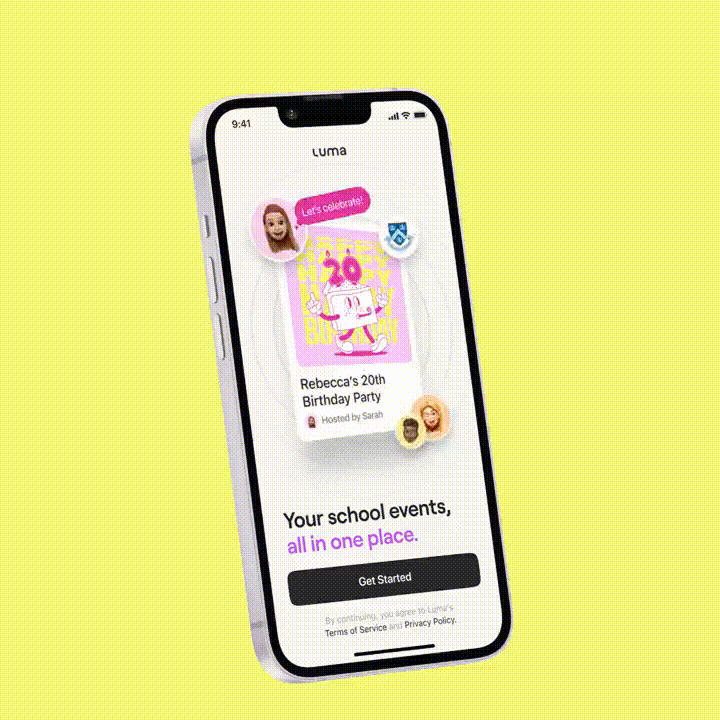 9:41
Luma
Let's celebrate!
20
Rebecca's 20th
Birthday Party
Hosted by Sarah
Your school events,
all in one place.
Get Started
By continuing, you agree to Luma's
Terms of Service and Privacy Policy.